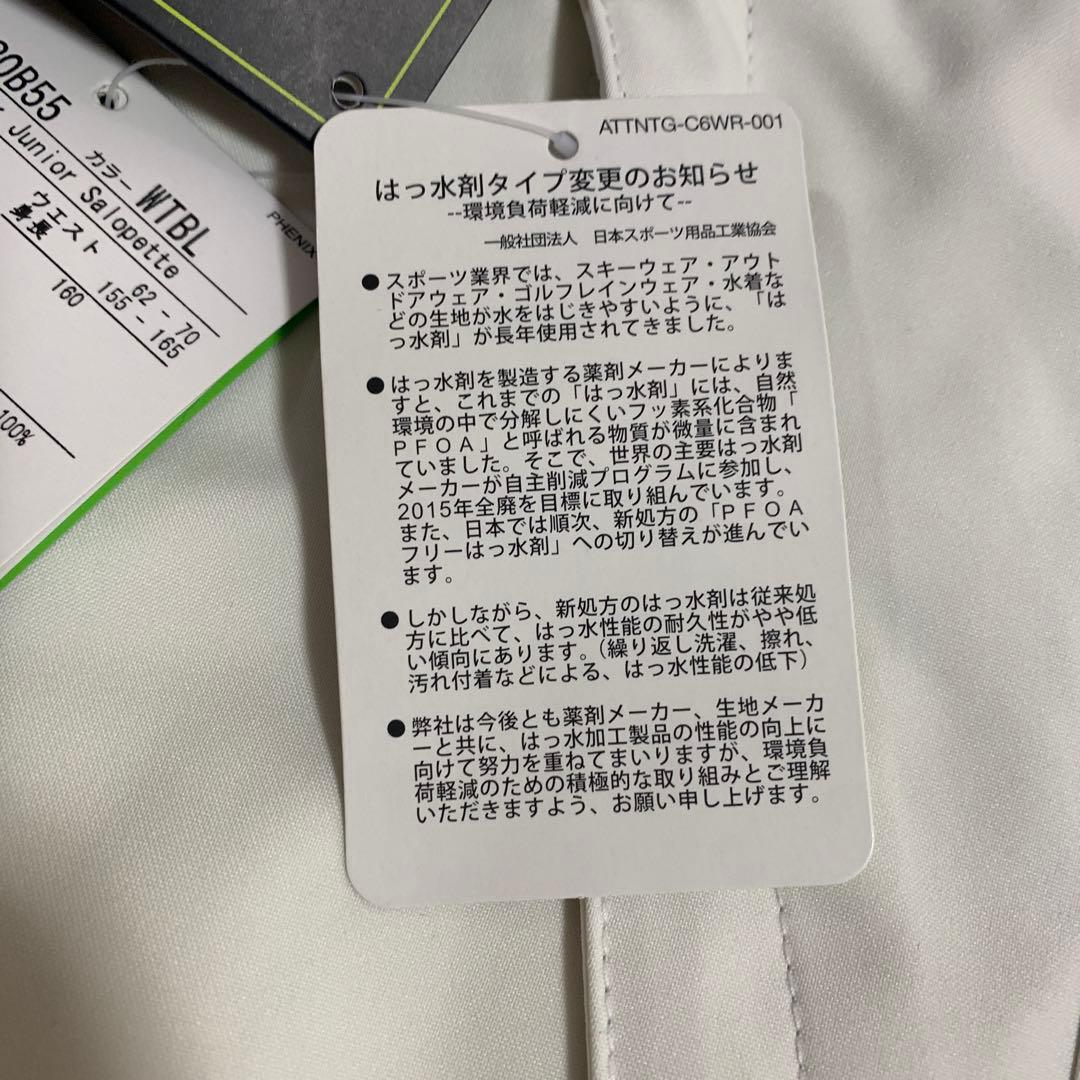 0B55
Junior Salopette
カラー WTBL
ウエスト 62 - 70
身長 155 - 165
160
PHENIX
100%
ATTNTG-C6WR-001
はっ水剤タイプ変更のお知らせ
--環境負荷軽減に向けて--
一般社団法人 日本スポーツ用品工業協会
●スポーツ業界では、スキーウェア・アウト
ドアウェア・ゴルフレインウェア・水着な
どの生地が水をはじきやすいように、「は
っ水剤」が長年使用されてきました。
●はっ水剤を製造する薬剤メーカーによりま
すと、これまでの「はっ水剤」には、自然
環境の中で分解しにくいフッ素系化合物「
ＰＦＯＡ」と呼ばれる物質が微量に含まれ
ていました。そこで、世界の主要はっ水剤
メーカーが自主削減プログラムに参加し、
2015年全廃を目標に取り組んでいます。
また、日本では順次、新処方の「ＰＦＯＡ
フリーはっ水剤」への切り替えが進んでい
ます。
●しかしながら、新処方のはっ水剤は従来処
方に比べて、はっ水性能の耐久性がやや低
い傾向にあります。（繰り返し洗濯、擦れ、
汚れ付着などによる、はっ水性能の低下）
●弊社は今後とも薬剤メーカー、生地メーカ
ーと共に、はっ水加工製品の性能の向上に
向けて努力を重ねてまいりますが、環境負
荷軽減のための積極的な取り組みとご理解
いただきますよう、お願い申し上げます。